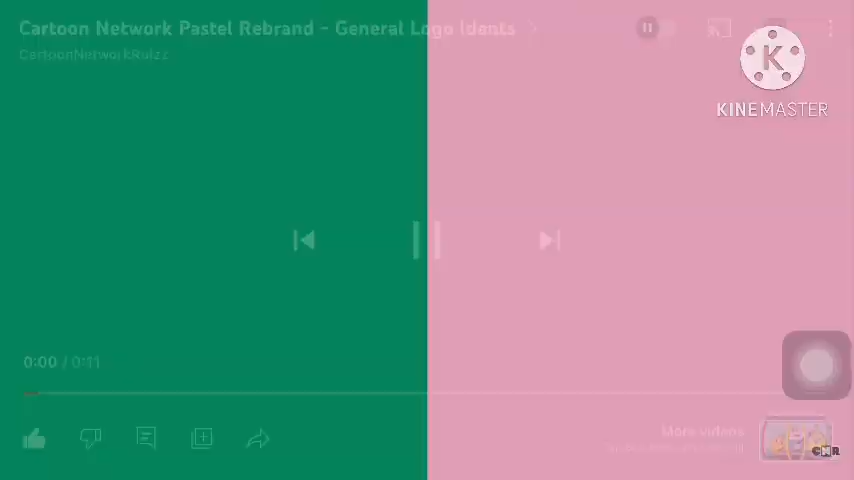 Cartoon Network Pastel Rebrand - General Logo Idents
CartoonNetworkRulzz
K
KINEMASTER
0:00 / 0:11
More videos